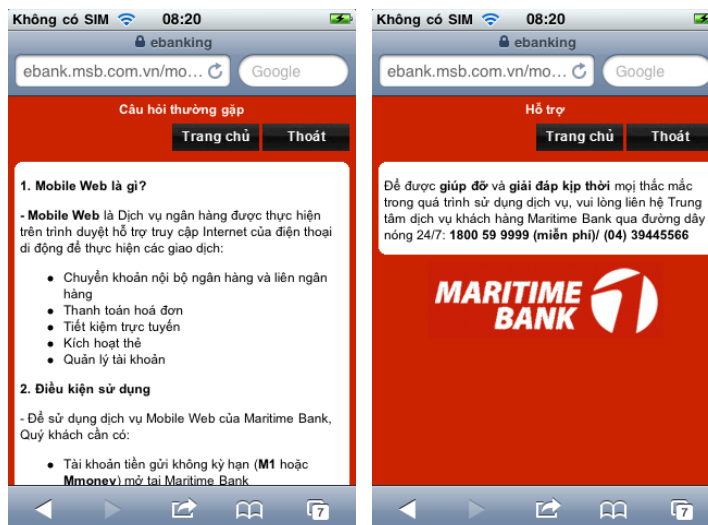 Không có SIM 08:20
ebanking
ebank.msb.com.vn/mo... Google
Câu hỏi thường gặp
Trang chủ Thoát
1. Mobile Web là gì?
- Mobile Web là Dịch vụ ngân hàng được thực hiện
trên trình duyệt hỗ trợ truy cập Internet của điện thoại
di động để thực hiện các giao dịch:
● Chuyển khoản nội bộ ngân hàng và liên ngân
hàng
● Thanh toán hoá đơn
● Tiết kiệm trực tuyến
● Kích hoạt thẻ
● Quản lý tài khoản
2. Điều kiện sử dụng
- Để sử dụng dịch vụ Mobile Web của Maritime Bank,
Quý khách cần có:
● Tài khoản tiền gửi không kỳ hạn (M1 hoặc
Mmoney) mở tại Maritime Bank
7
Không có SIM 08:20
ebanking
ebank.msb.com.vn/mo... Google
Hỗ trợ
Trang chủ Thoát
Để được giúp đỡ và giải đáp kịp thời mọi thắc mắc
trong quá trình sử dụng dịch vụ, vui lòng liên hệ Trung
tâm dịch vụ khách hàng Maritime Bank qua đường dây
nóng 24/7: 1800 59 9999 (miễn phí)/ (04) 39445566
MARITIME
BANK
7